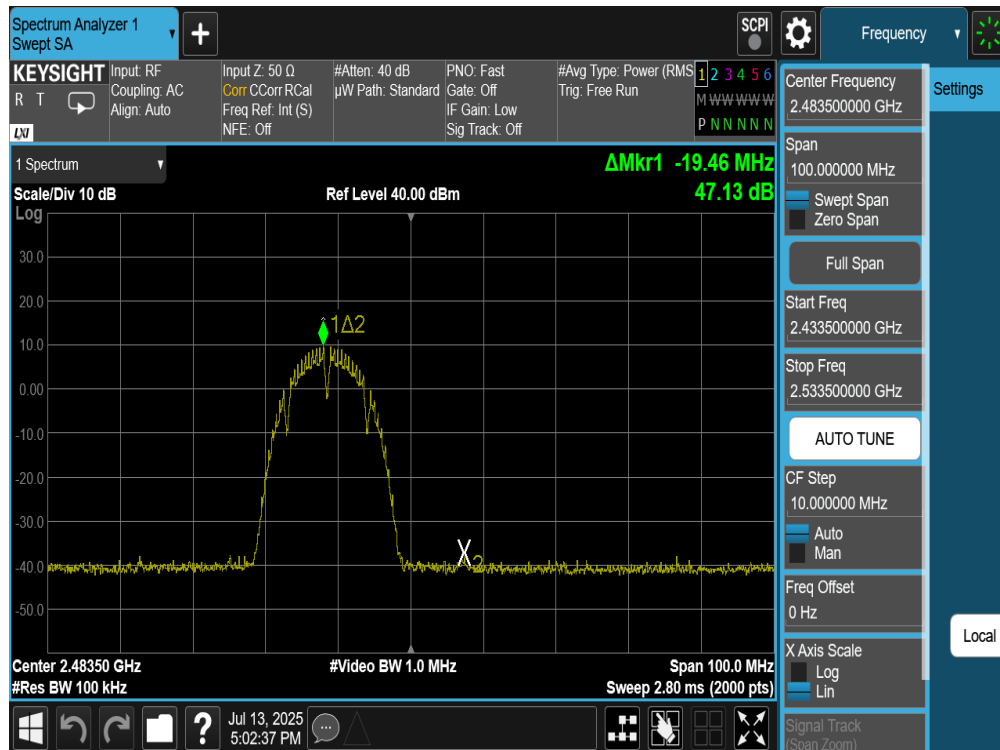 Spectrum Analyzer 1
Swept SA
+
SCPI
Frequency
KEYSIGHT
R T
LXI
Input: RF
Coupling: AC
Align: Auto
Input Z: 50 Ω
Corr CCorr RCal
Freq Ref: Int (S)
NFE: Off
#Atten: 40 dB
µW Path: Standard
PNO: Fast
Gate: Off
IF Gain: Low
Sig Track: Off
#Avg Type: Power (RMS
Trig: Free Run
1 2 3 4 5 6
M W W W W W
P N N N N N
1 Spectrum
ΔMkr1 -19.46 MHz
47.13 dB
Scale/Div 10 dB
Ref Level 40.00 dBm
Log
30.0
20.0
10.0
0.00
-10.0
-20.0
-30.0
-40.0
-50.0
1Δ2
X
2
Center 2.48350 GHz
#Video BW 1.0 MHz
Span 100.0 MHz
#Res BW 100 kHz
Sweep 2.80 ms (2000 pts)
Jul 13, 2025
5:02:37 PM
?
Center Frequency
2.483500000 GHz
Span
100.000000 MHz
Swept Span
Zero Span
Full Span
Start Freq
2.433500000 GHz
Stop Freq
2.533500000 GHz
AUTO TUNE
CF Step
10.000000 MHz
Auto
Man
Freq Offset
0 Hz
X Axis Scale
Log
Lin
Signal Track
(Span Zoom)
Settings
Local